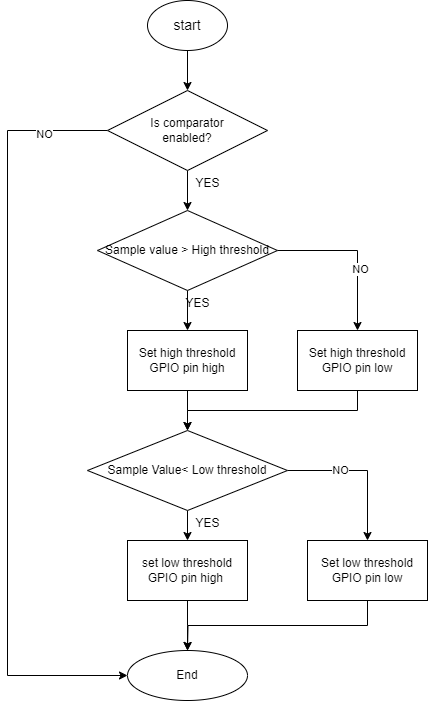 start
Is comparator
enabled?
NO
YES
Sample value > High threshold
NO
YES
Set high threshold
GPIO pin high
Set high threshold
GPIO pin low
Sample Value< Low threshold
NO
YES
set low threshold
GPIO pin high
Set low threshold
GPIO pin low
End